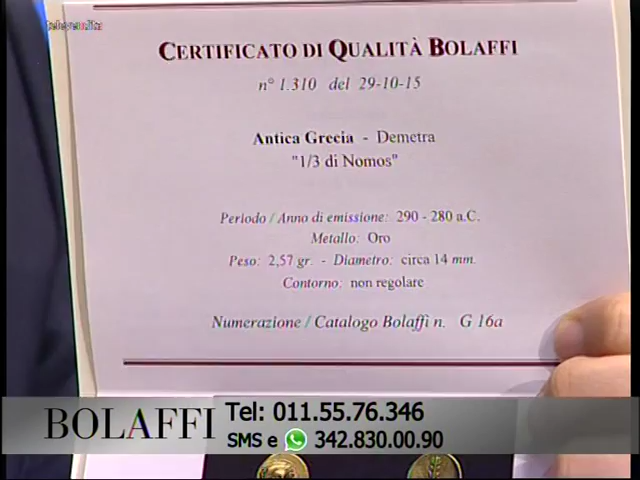 televendita
CERTIFICATO DI QUALITÀ BOLAFFI
n° 1.310 del 29-10-15
Antica Grecia - Demetra
"1/3 di Nomos"
Periodo / Anno di emissione: 290 - 280 a.C.
Metallo: Oro
Peso: 2,57 gr. - Diametro: circa 14 mm.
Contorno: non regolare
Numerazione / Catalogo Bolaffi n. G 16a
BOLAFFI
Tel: 011.55.76.346
SMS e 342.830.00.90